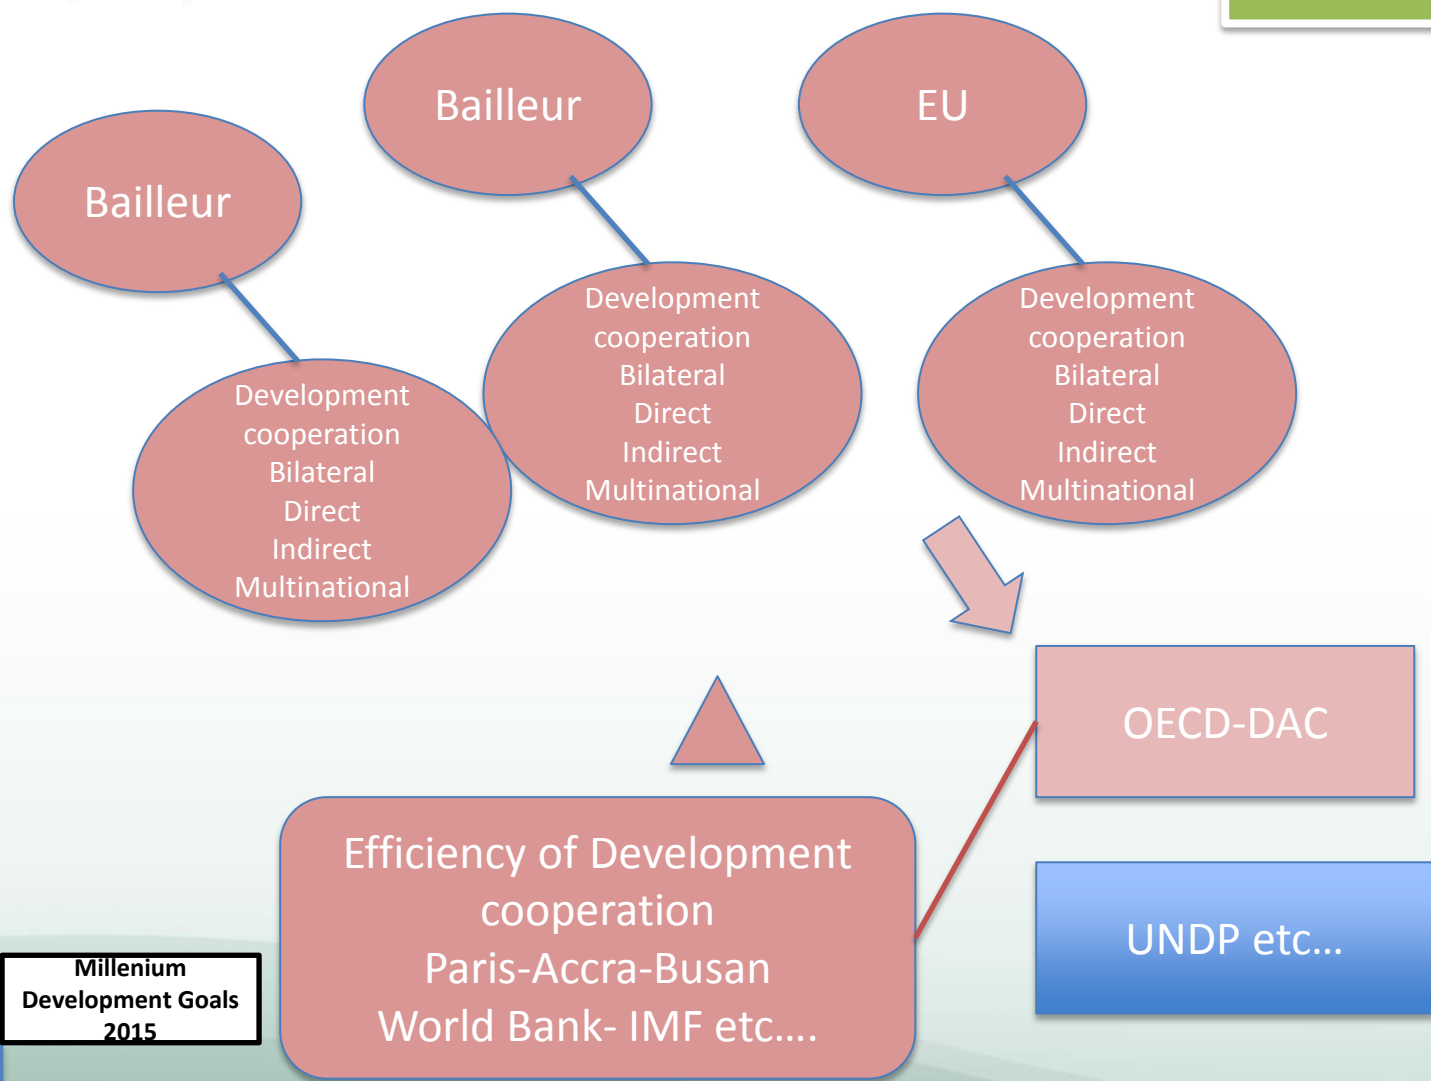 Bailleur
Bailleur
EU
Development
cooperation
Bilateral
Direct
Indirect
Multinational
Development
cooperation
Bilateral
Direct
Indirect
Multinational
Development
cooperation
Bilateral
Direct
Indirect
Multinational
OECD-DAC
Efficiency of Development
cooperation
Paris-Accra-Busan
World Bank- IMF etc....
UNDP etc...
Millenium
Development Goals
2015